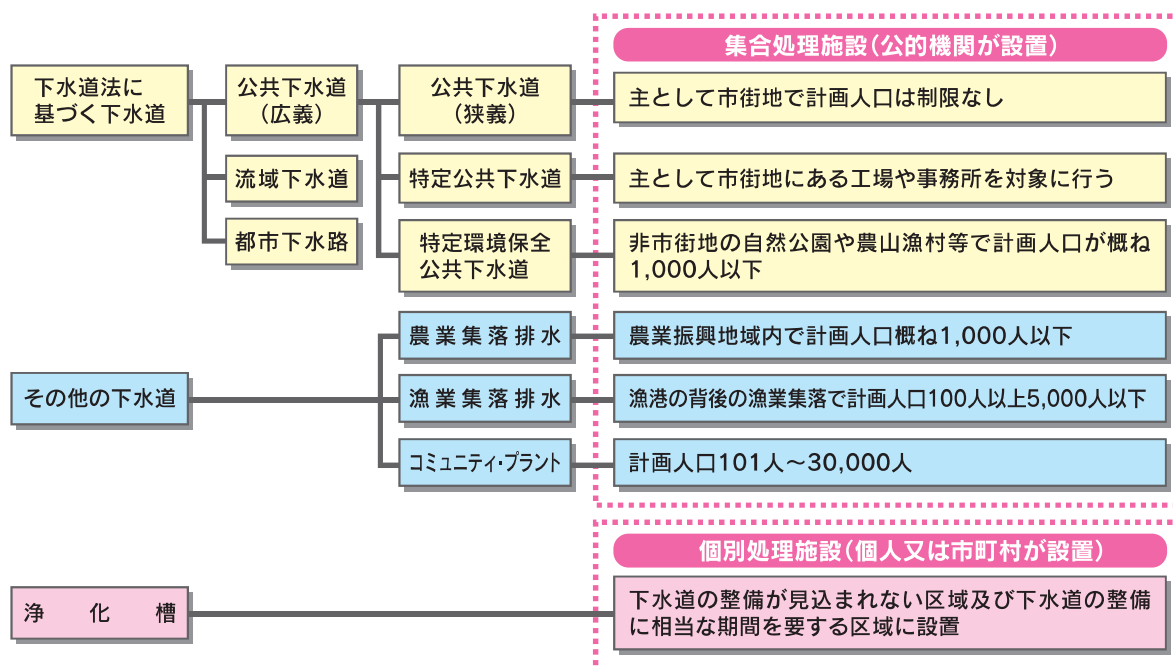 集合処理施設(公的機関が設置)
下水道法に
基づく下水道
公共下水道
(広義)
公共下水道
(狭義)
主として市街地で計画人口は制限なし
流域下水道
特定公共下水道
主として市街地にある工場や事務所を対象に行う
都市下水路
特定環境保全
公共下水道
非市街地の自然公園や農山漁村等で計画人口が概ね
1,000人以下
その他の下水道
農業集落排水
農業振興地域内で計画人口概ね1,000人以下
漁業集落排水
漁港の背後の漁業集落で計画人口100人以上5,000人以下
コミュニティ・プラント
計画人口101人～30,000人
個別処理施設(個人又は市町村が設置)
浄化槽
下水道の整備が見込まれない区域及び下水道の整備
に相当な期間を要する区域に設置